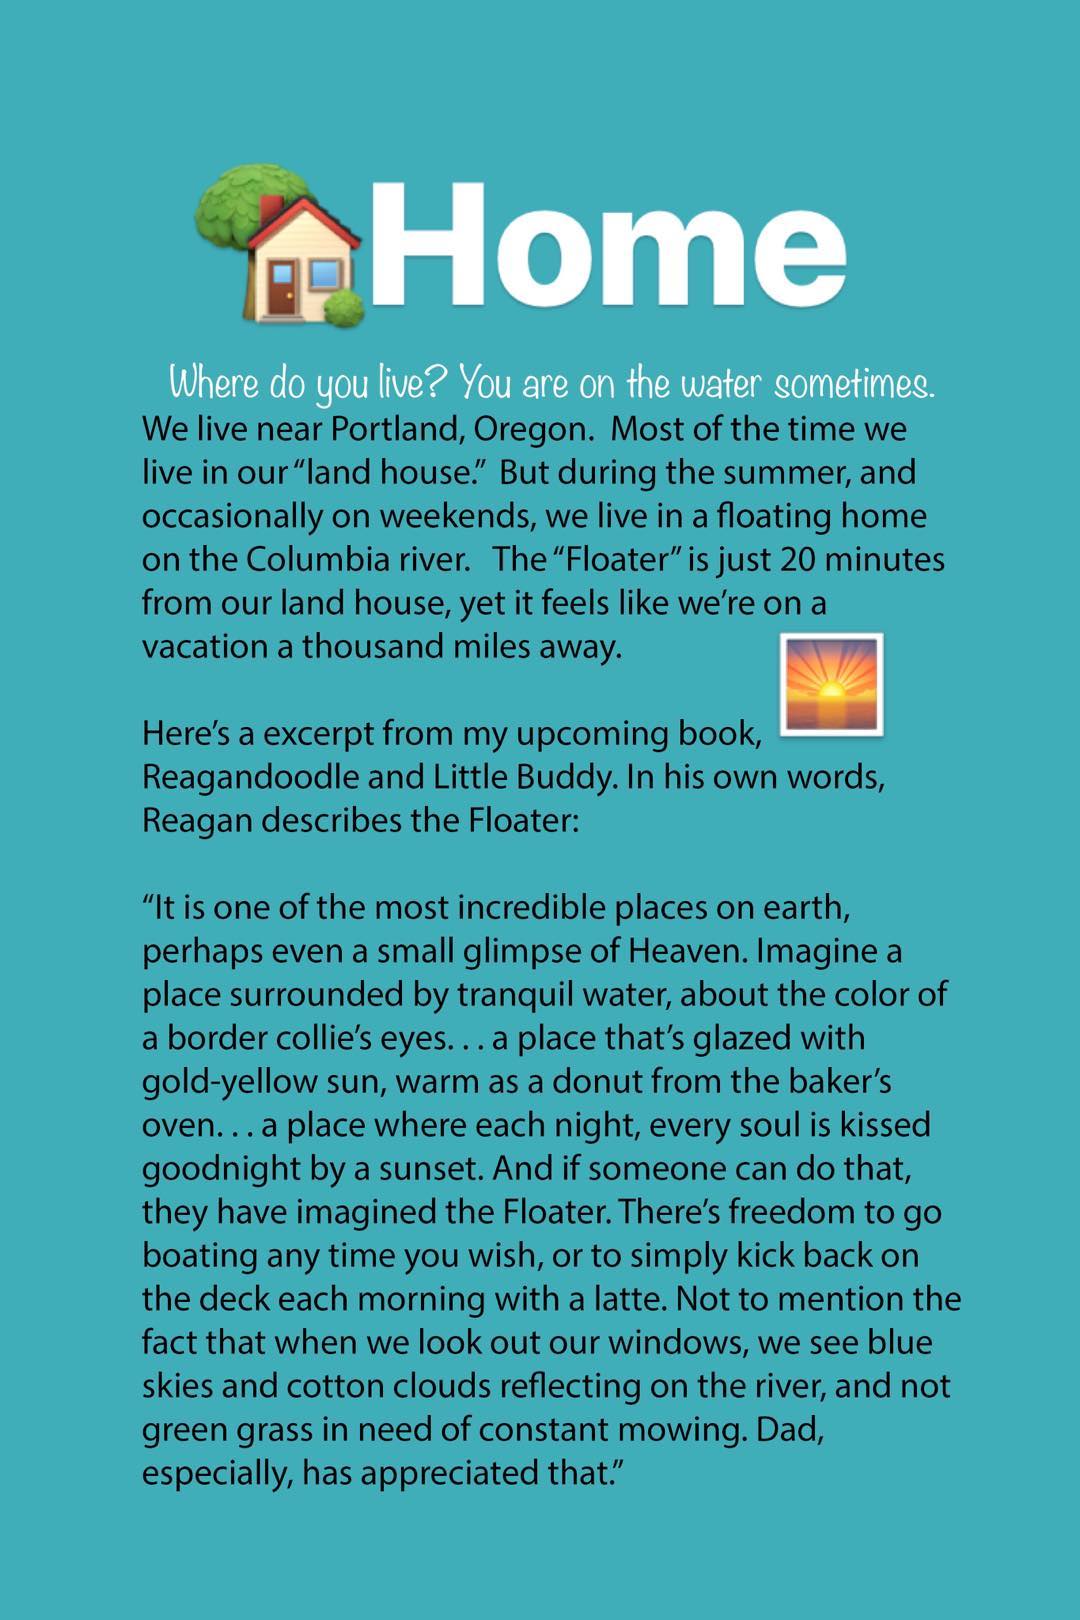 Home
Where do you live? You are on the water sometimes.
We live near Portland, Oregon.  Most of the time we
live in our “land house.”  But during the summer, and
occasionally on weekends, we live in a floating home
on the Columbia river.   The “Floater” is just 20 minutes
from our land house, yet it feels like we’re on a
vacation a thousand miles away.
Here’s a excerpt from my upcoming book,
Reagandoodle and Little Buddy. In his own words,
Reagan describes the Floater:
“It is one of the most incredible places on earth,
perhaps even a small glimpse of Heaven. Imagine a
place surrounded by tranquil water, about the color of
a border collie’s eyes. . . a place that’s glazed with
gold-yellow sun, warm as a donut from the baker’s
oven. . . a place where each night, every soul is kissed
goodnight by a sunset. And if someone can do that,
they have imagined the Floater. There’s freedom to go
boating any time you wish, or to simply kick back on
the deck each morning with a latte. Not to mention the
fact that when we look out our windows, we see blue
skies and cotton clouds reflecting on the river, and not
green grass in need of constant mowing. Dad,
especially, has appreciated that.”